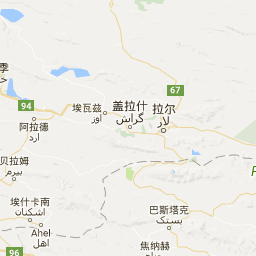 季
67
94
埃瓦兹
اوز
盖拉什
گراش
拉尔
لار
阿拉德
ارد
贝拉姆
بیرم
埃什卡南
اشکنان
Ahel
اهل
巴斯塔克
بستک
96
焦纳赫